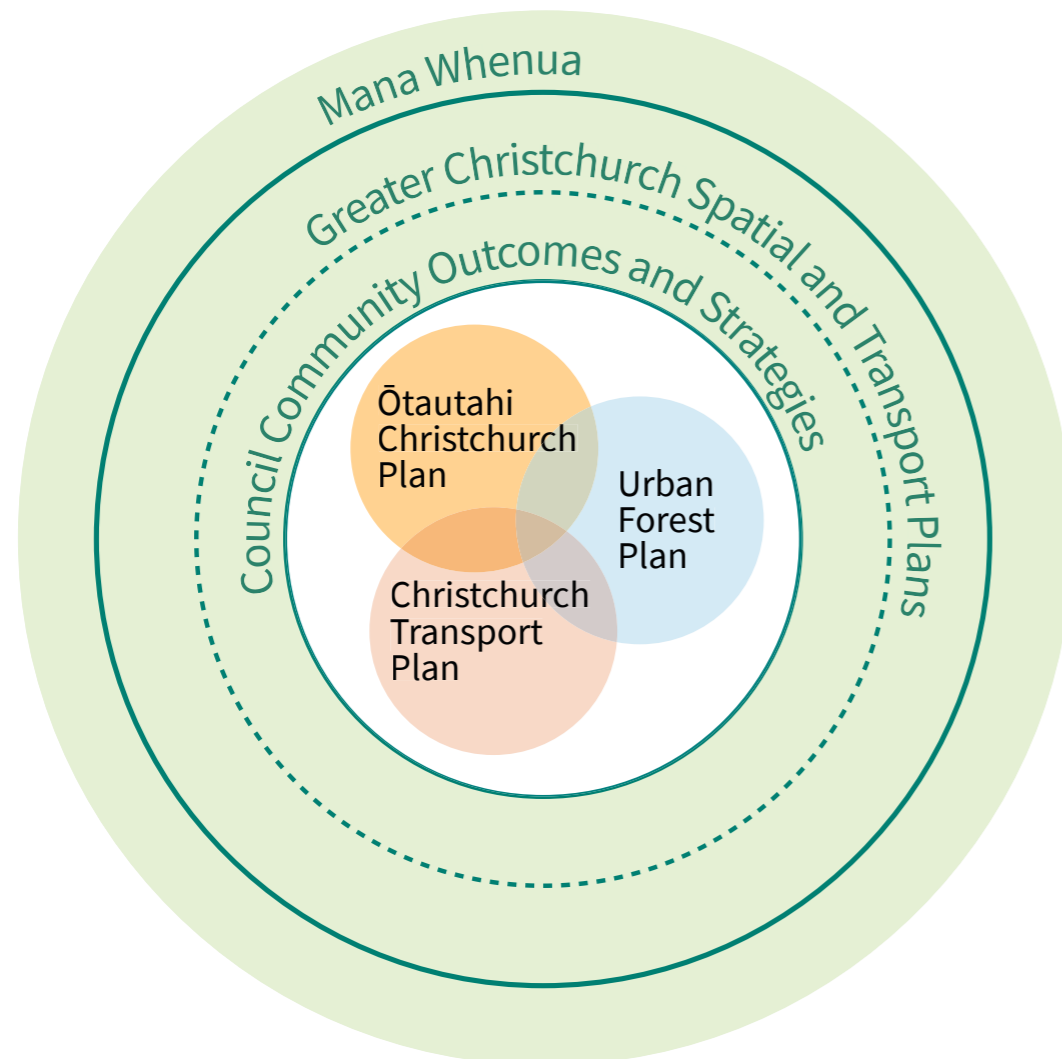 Mana Whenua
Greater Christchurch Spatial and Transport Plans
Council Community Outcomes and Strategies
Ōtautahi
Christchurch
Plan
Urban
Forest
Plan
Christchurch
Transport
Plan